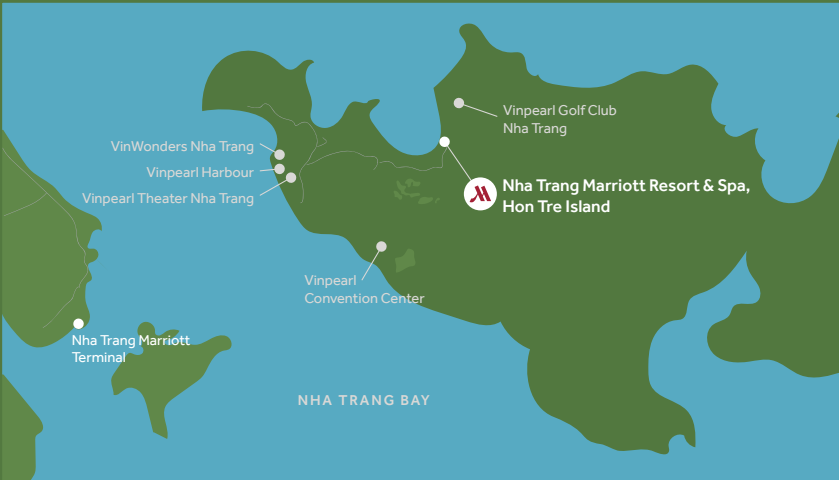 Vinpearl Golf Club
Nha Trang
VinWonders Nha Trang
Vinpearl Harbour
Vinpearl Theater Nha Trang
Nha Trang Marriott Resort & Spa,
Hon Tre Island
Vinpearl
Convention Center
Nha Trang Marriott
Terminal
NHA TRANG BAY